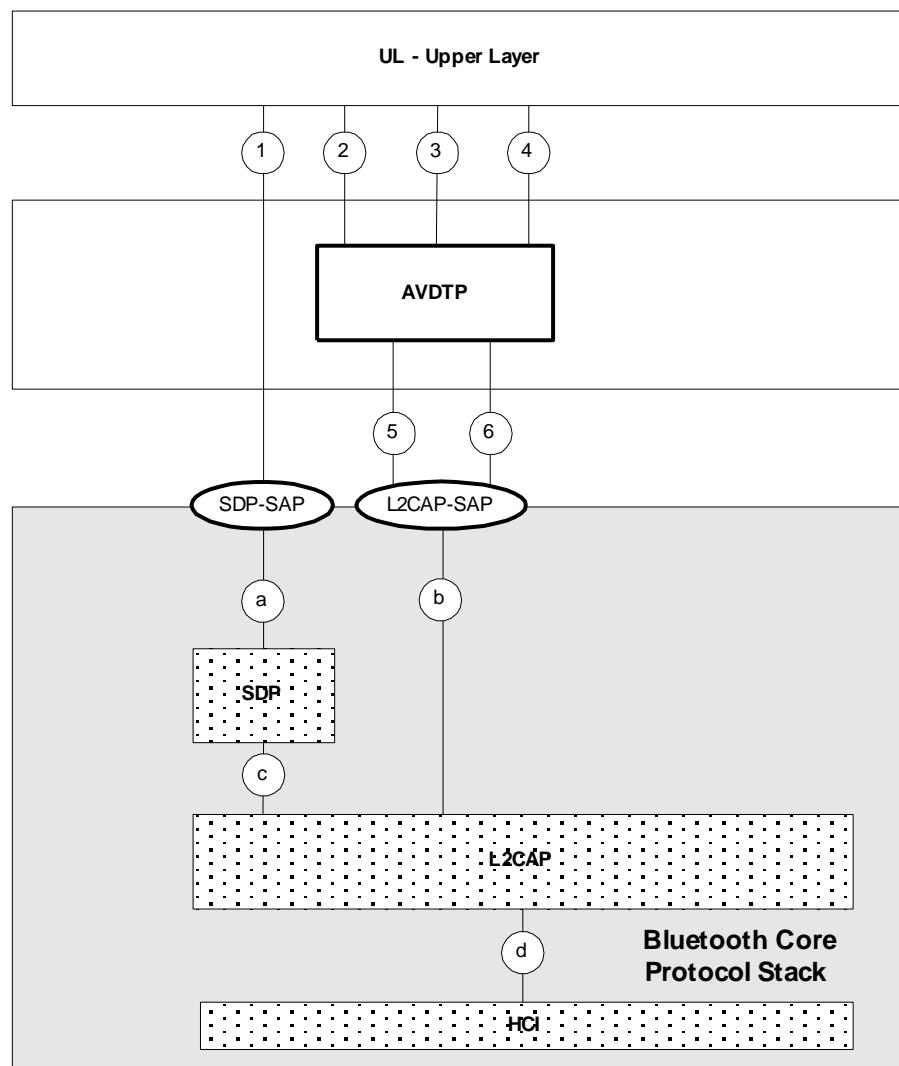 UL - Upper Layer
1
2
3
4
AVDTP
5
6
SDP-SAP
L2CAP-SAP
a
b
SDP
c
L2CAP
d
Bluetooth Core
Protocol Stack
HCI